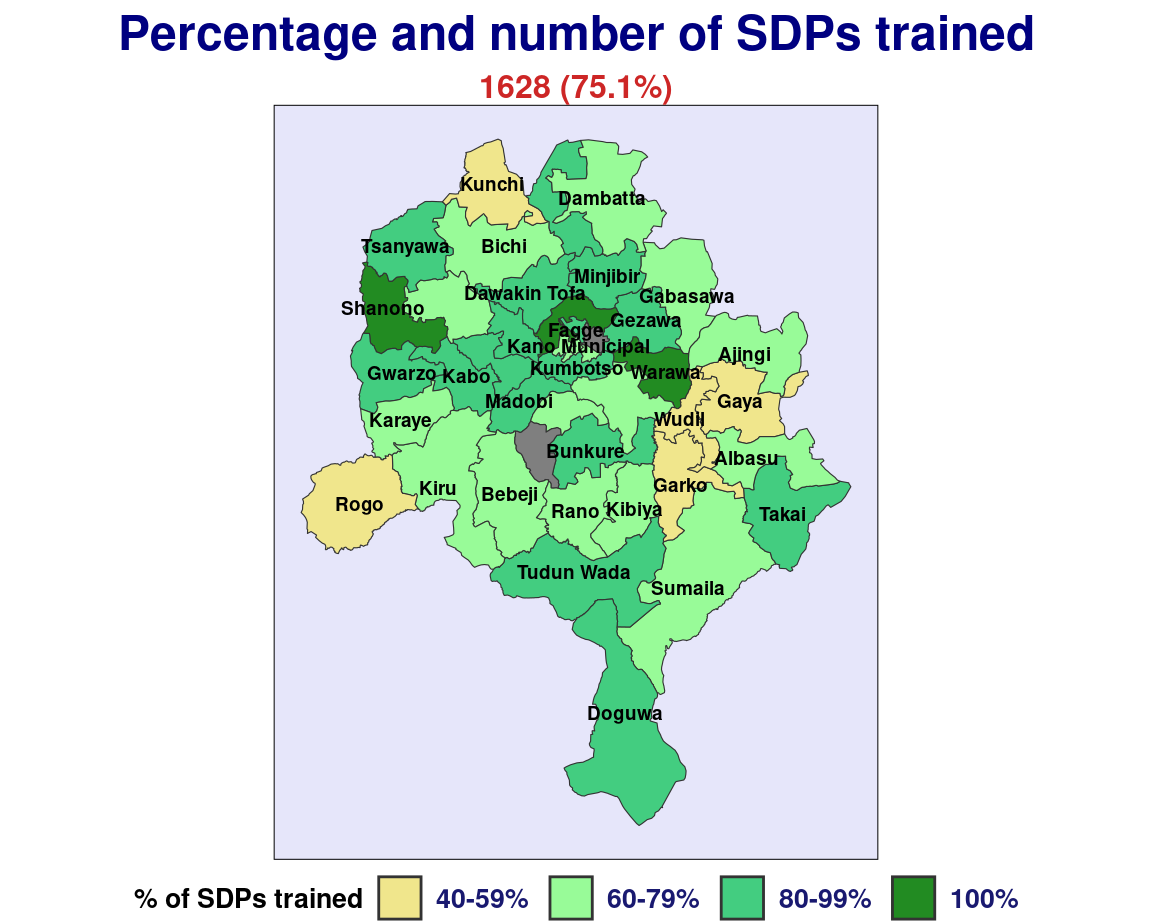 Percentage and number of SDPs trained
1628 (75.1%)
Kunchi
Dambatta
Tsanyawa
Bichi
Minjibir
Dawakin Tofa
Gabasawa
Shanono
Gezawa
Fagge
Kano Municipal
Ajingi
Kumbotso
Warawa
Gwarzo
Kabo
Madobi
Gaya
Karaye
Wudil
Bunkure
Albasu
Garko
Kiru
Bebeji
Rogo
Rano
Kibiya
Takai
Tudun Wada
Sumaila
Doguwa
% of SDPs trained 40-59% 60-79% 80-99% 100%